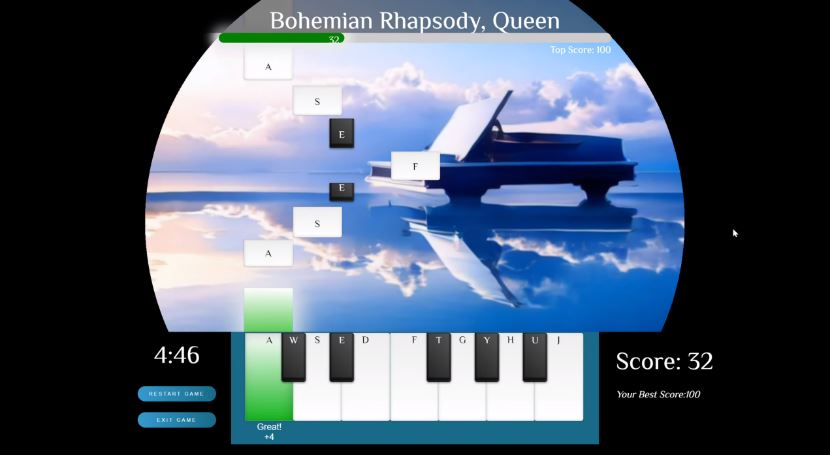 Bohemian Rhapsody, Queen
32
Top Score: 100
A
S
E
F
E
S
A
A W S E D F T G Y H U J
4:46
Score: 32
RESTART GAME
Your Best Score:100
EXIT GAME
Great!
+4